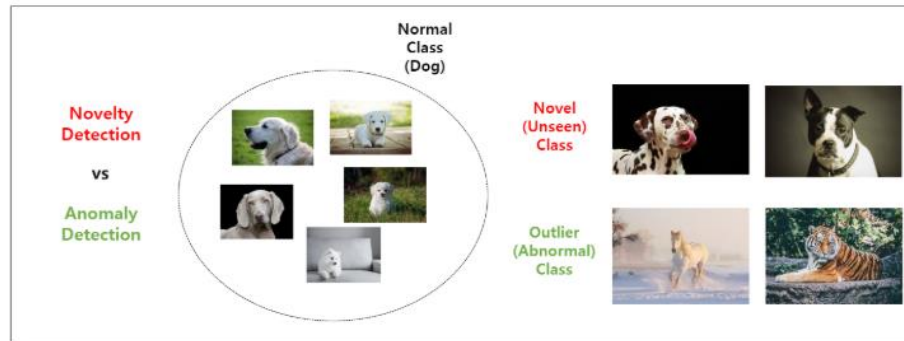 Normal
Class
(Dog)
Novelty
Detection
vs
Anomaly
Detection
Novel
(Unseen)
Class
Outlier
(Abnormal)
Class